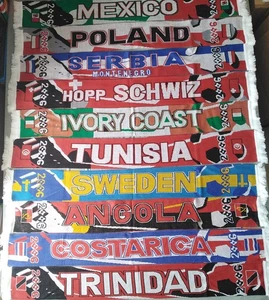 MEXICO
POLAND
SERBIA
MONTENEGRO
HOPP SCHWIZ
IVORY COAST
TUNISIA
SWEDEN
ANGOLA
COSTARICA
TRINIDAD